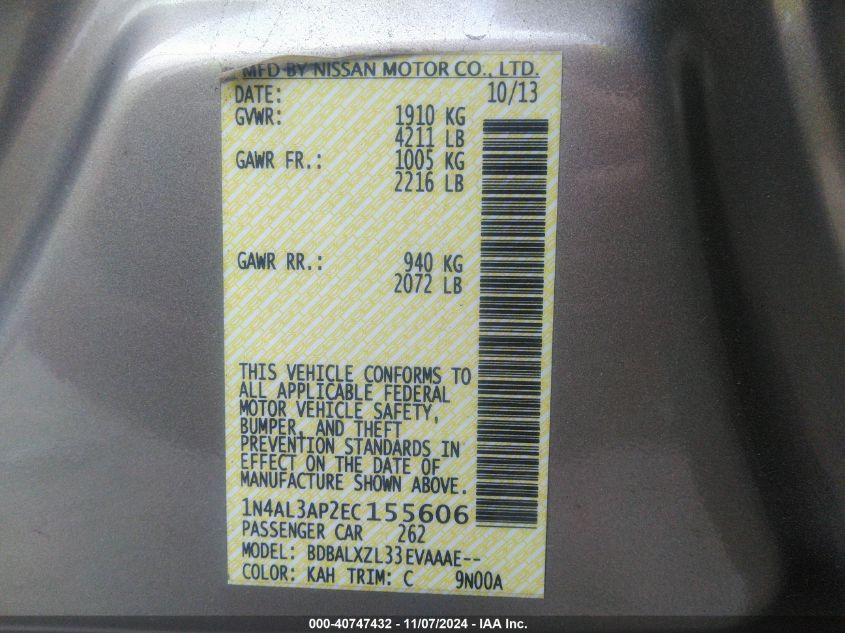 MFD BY NISSAN MOTOR CO., LTD.
DATE: 10/13
GVWR: 1910 KG
4211 LB
GAWR FR.: 1005 KG
2216 LB
GAWR RR.: 940 KG
2072 LB
THIS VEHICLE CONFORMS TO
ALL APPLICABLE FEDERAL
MOTOR VEHICLE SAFETY,
BUMPER, AND THEFT
PREVENTION STANDARDS IN
EFFECT ON THE DATE OF
MANUFACTURE SHOWN ABOVE.
1N4AL3AP2EC155606
PASSENGER CAR 262
MODEL: BDBALXZL33EVAAAE--
COLOR: KAH TRIM: C 9N00A
000-40747432 - 11/07/2024 - IAA Inc.